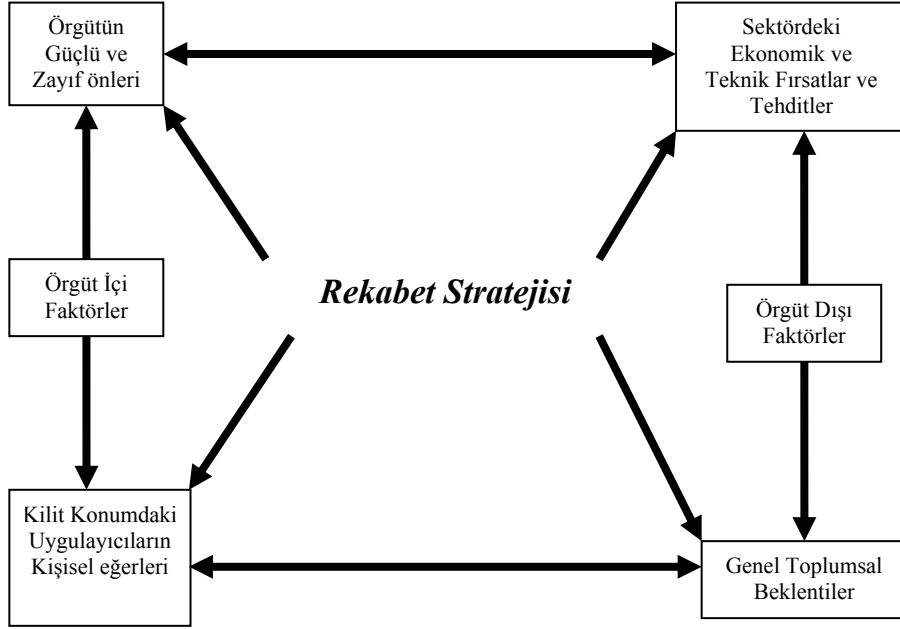 Örgütün
Güçlü ve
Zayıf önleri
Sektördeki
Ekonomik ve
Teknik Fırsatlar ve
Tehditler
Örgüt İçi
Faktörler
Rekabet Stratejisi
Örgüt Dışı
Faktörler
Kilit Konumdaki
Uygulayıcıların
Kişisel eğerleri
Genel Toplumsal
Beklentiler